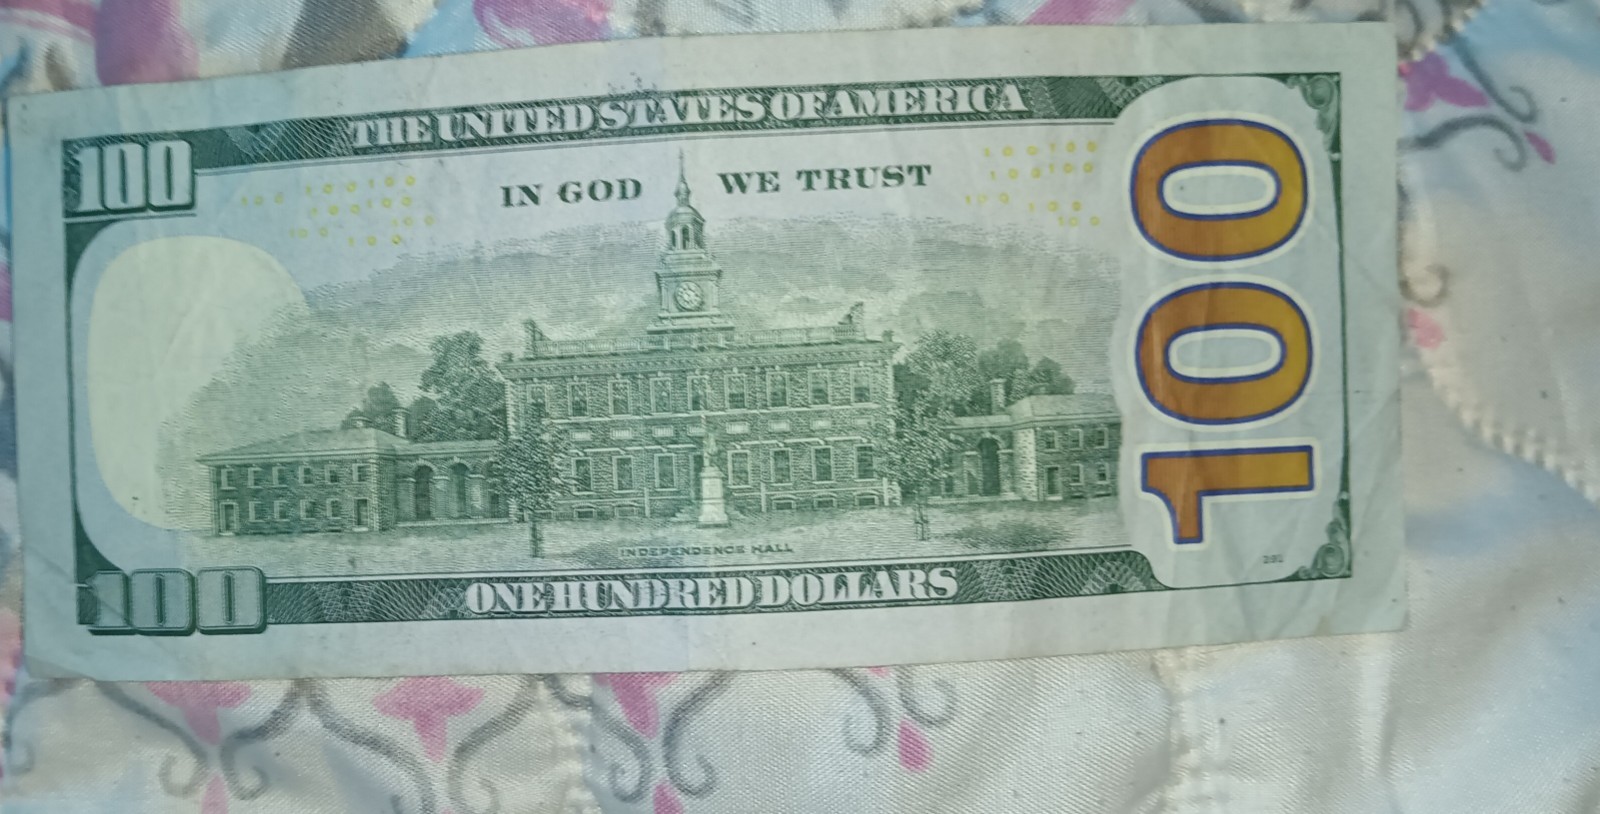 THE UNITED STATES OF AMERICA
100
IN GOD WE TRUST
100
INDEPENDENCE HALL
100
ONE HUNDRED DOLLARS